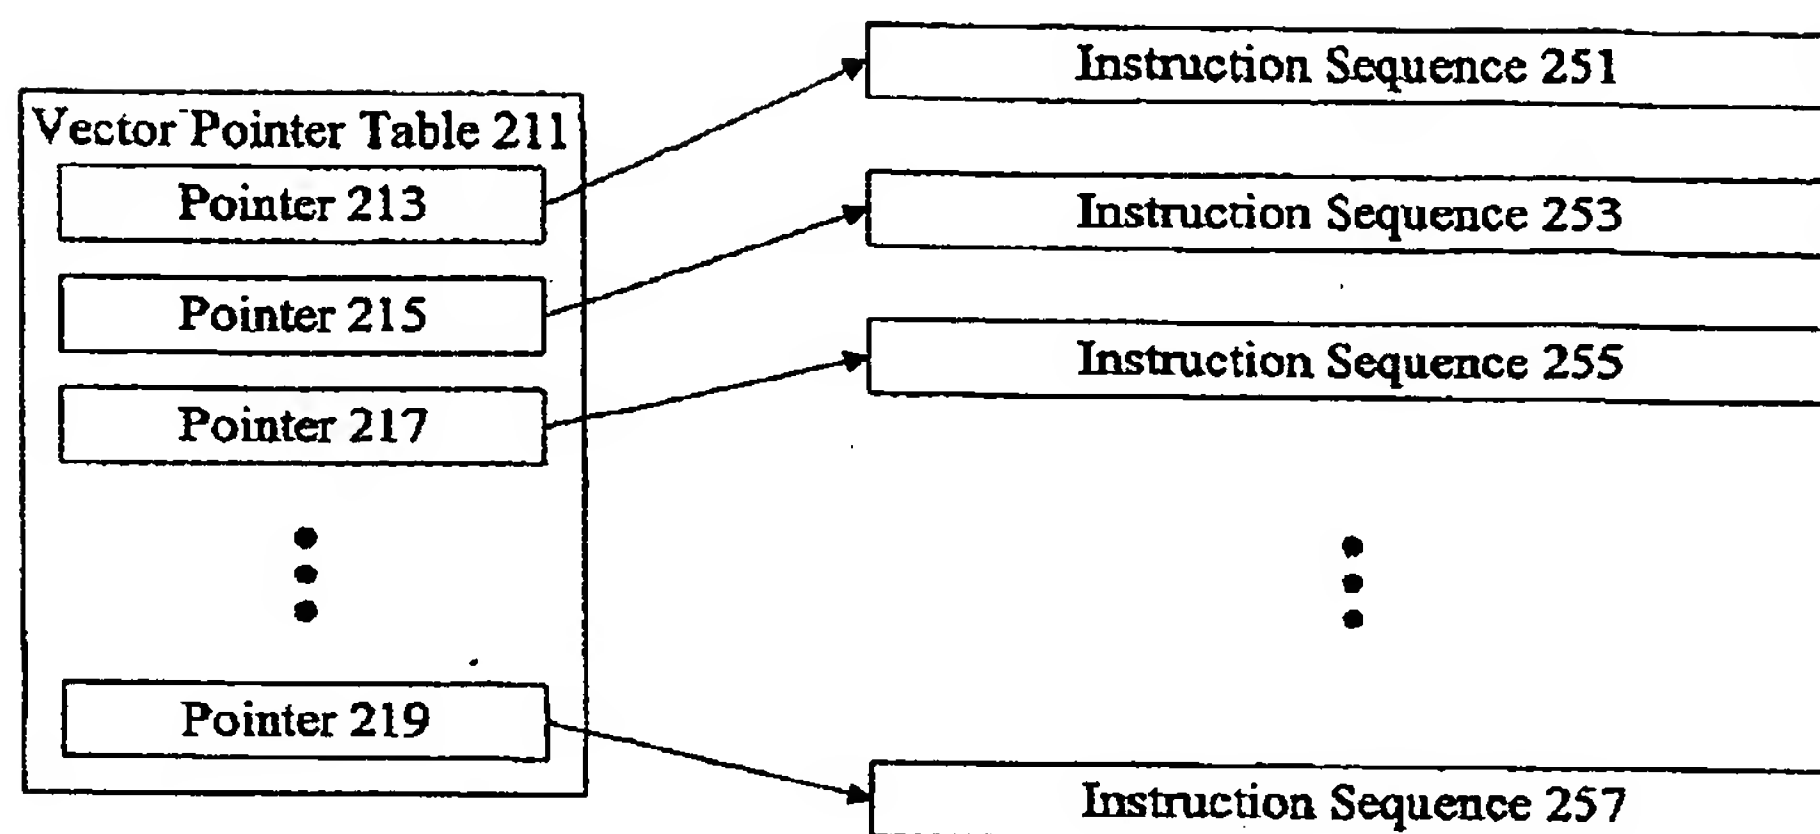 Vector Pointer Table 211
Pointer 213
Pointer 215
Pointer 217
Pointer 219
Instruction Sequence 251
Instruction Sequence 253
Instruction Sequence 255
Instruction Sequence 257